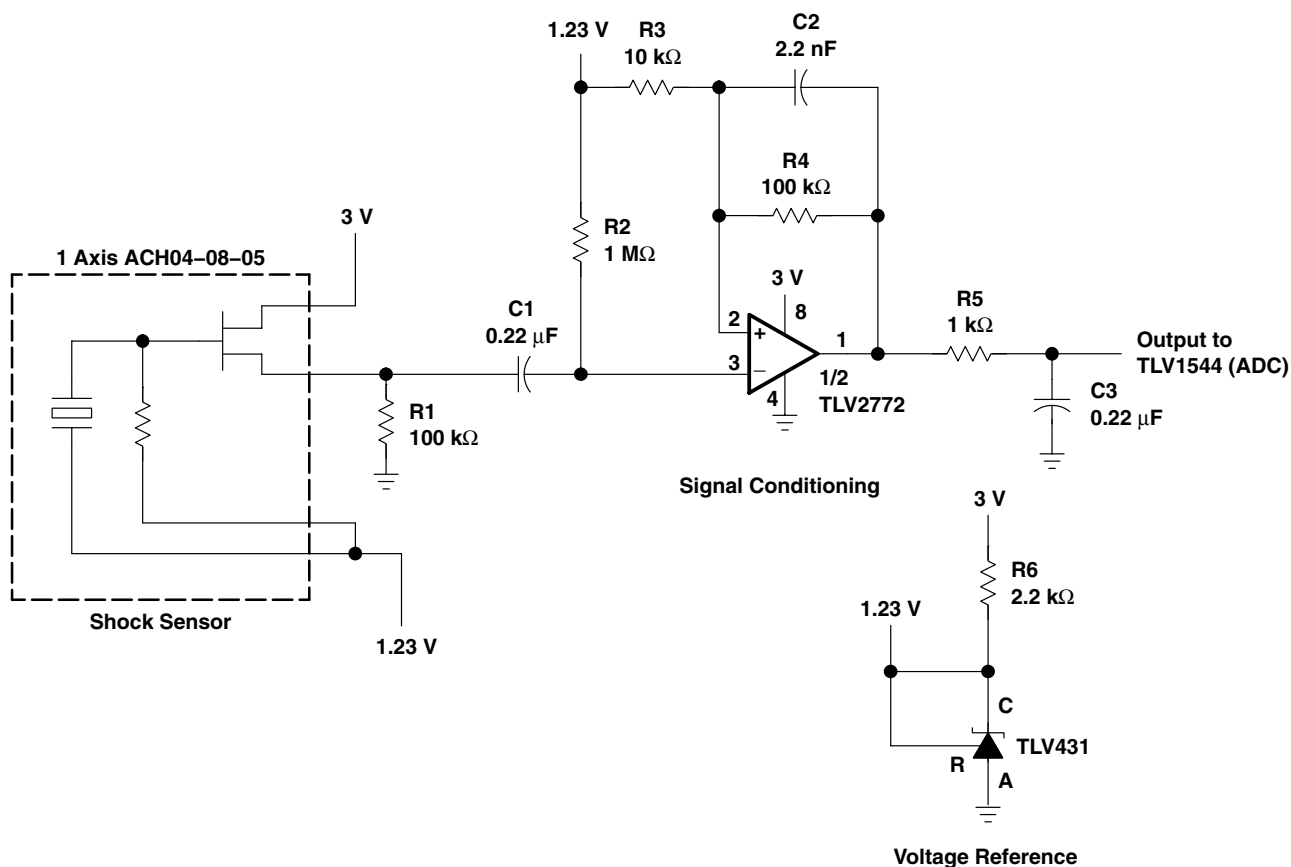 1.23 V
R3
10 kΩ
C2
2.2 nF
R4
100 kΩ
3 V
R2
1 MΩ
1 Axis ACH04−08−05
C1
0.22 μF
3 V
8
R5
1 kΩ
2
+
1
Output to
TLV1544 (ADC)
3
−
1/2
TLV2772
4
R1
100 kΩ
C3
0.22 μF
Signal Conditioning
3 V
R6
2.2 kΩ
Shock Sensor
1.23 V
1.23 V
C
TLV431
R
A
Voltage Reference